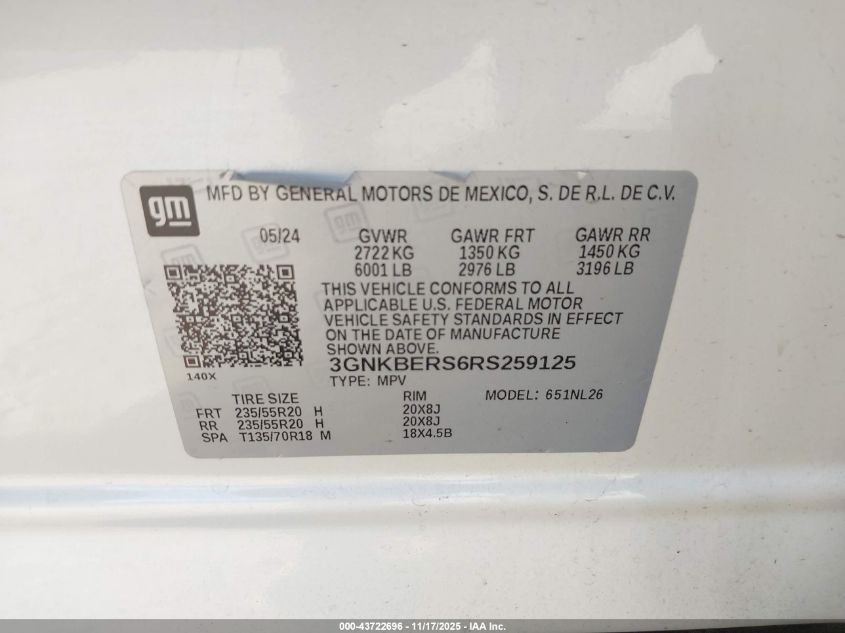 gm
MFD BY GENERAL MOTORS DE MEXICO, S. DE R.L. DE C.V.
05/24 GVWR GAWR FRT GAWR RR
2722 KG 1350 KG 1450 KG
6001 LB 2976 LB 3196 LB
THIS VEHICLE CONFORMS TO ALL
APPLICABLE U.S. FEDERAL MOTOR
VEHICLE SAFETY STANDARDS IN EFFECT
ON THE DATE OF MANUFACTURE
SHOWN ABOVE.
3GNKBERS6RS259125
140X
TYPE: MPV MODEL: 651NL26
TIRE SIZE RIM
FRT 235/55R20 H 20X8J
RR 235/55R20 H 20X8J
SPA T135/70R18 M 18X4.5B
000-43722696 - 11/17/2025 - IAA Inc.